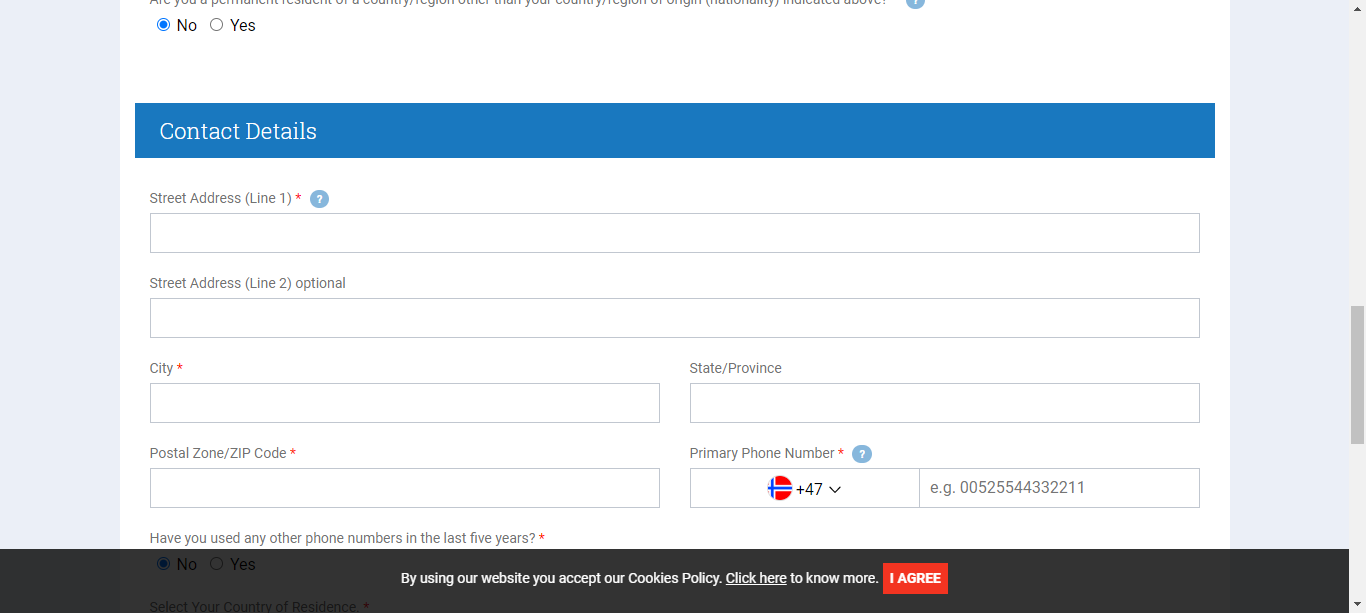 Are you a permanent resident of a country/region other than your country/region of origin (nationality) indicated above? ?
No Yes
Contact Details
Street Address (Line 1) * ?
Street Address (Line 2) optional
City * State/Province
Postal Zone/ZIP Code * Primary Phone Number * ?
+47 e.g. 00525544332211
Have you used any other phone numbers in the last five years? *
No Yes
By using our website you accept our Cookies Policy. Click here to know more. I AGREE
Select Your Country of Residence. *